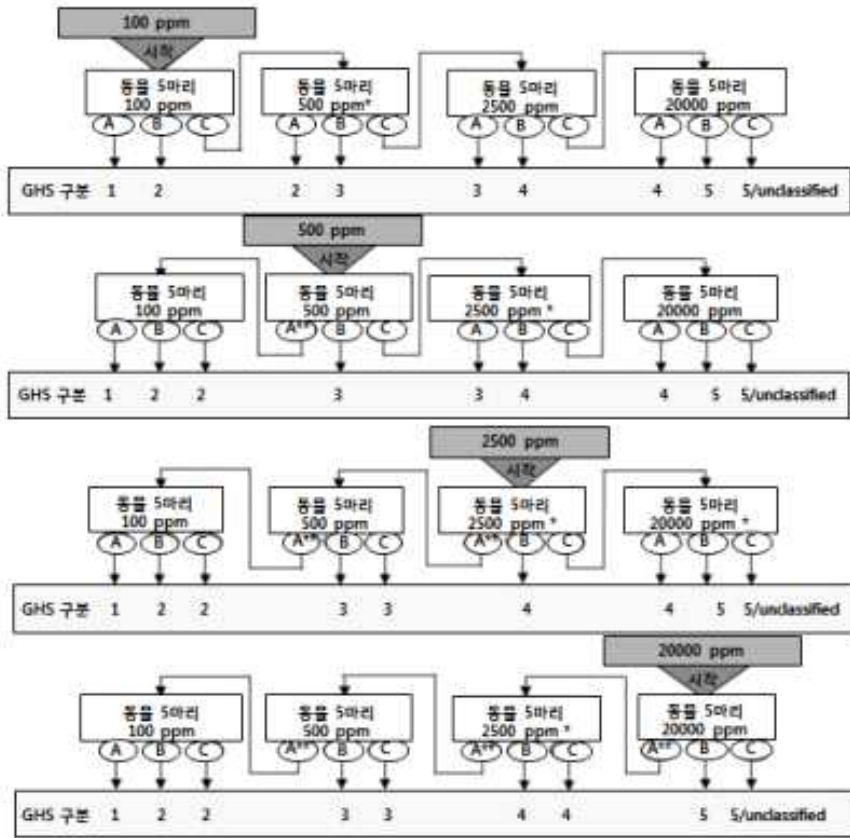 100 ppm
시작
동물 5마리 동물 5마리 동물 5마리 동물 5마리
100 ppm 500 ppm* 2500 ppm 20000 ppm
A B C A B C A B C A B C
GHS 구분 1 2 2 3 3 4 4 5 5/unclassified
500 ppm
시작
동물 5마리 동물 5마리 동물 5마리 동물 5마리
100 ppm 500 ppm 2500 ppm * 20000 ppm
A B C A** B C A B C A B C
GHS 구분 1 2 2 3 3 4 4 5 5/unclassified
2500 ppm
시작
동물 5마리 동물 5마리 동물 5마리 동물 5마리
100 ppm 500 ppm 2500 ppm * 20000 ppm *
A B C A** B C A** B C A B C
GHS 구분 1 2 2 3 3 4 4 5 5/unclassified
20000 ppm
시작
동물 5마리 동물 5마리 동물 5마리 동물 5마리
100 ppm 500 ppm 2500 ppm * 20000 ppm
A B C A** B C A** B C A** B C
GHS 구분 1 2 2 3 3 4 4 5 5/unclassified